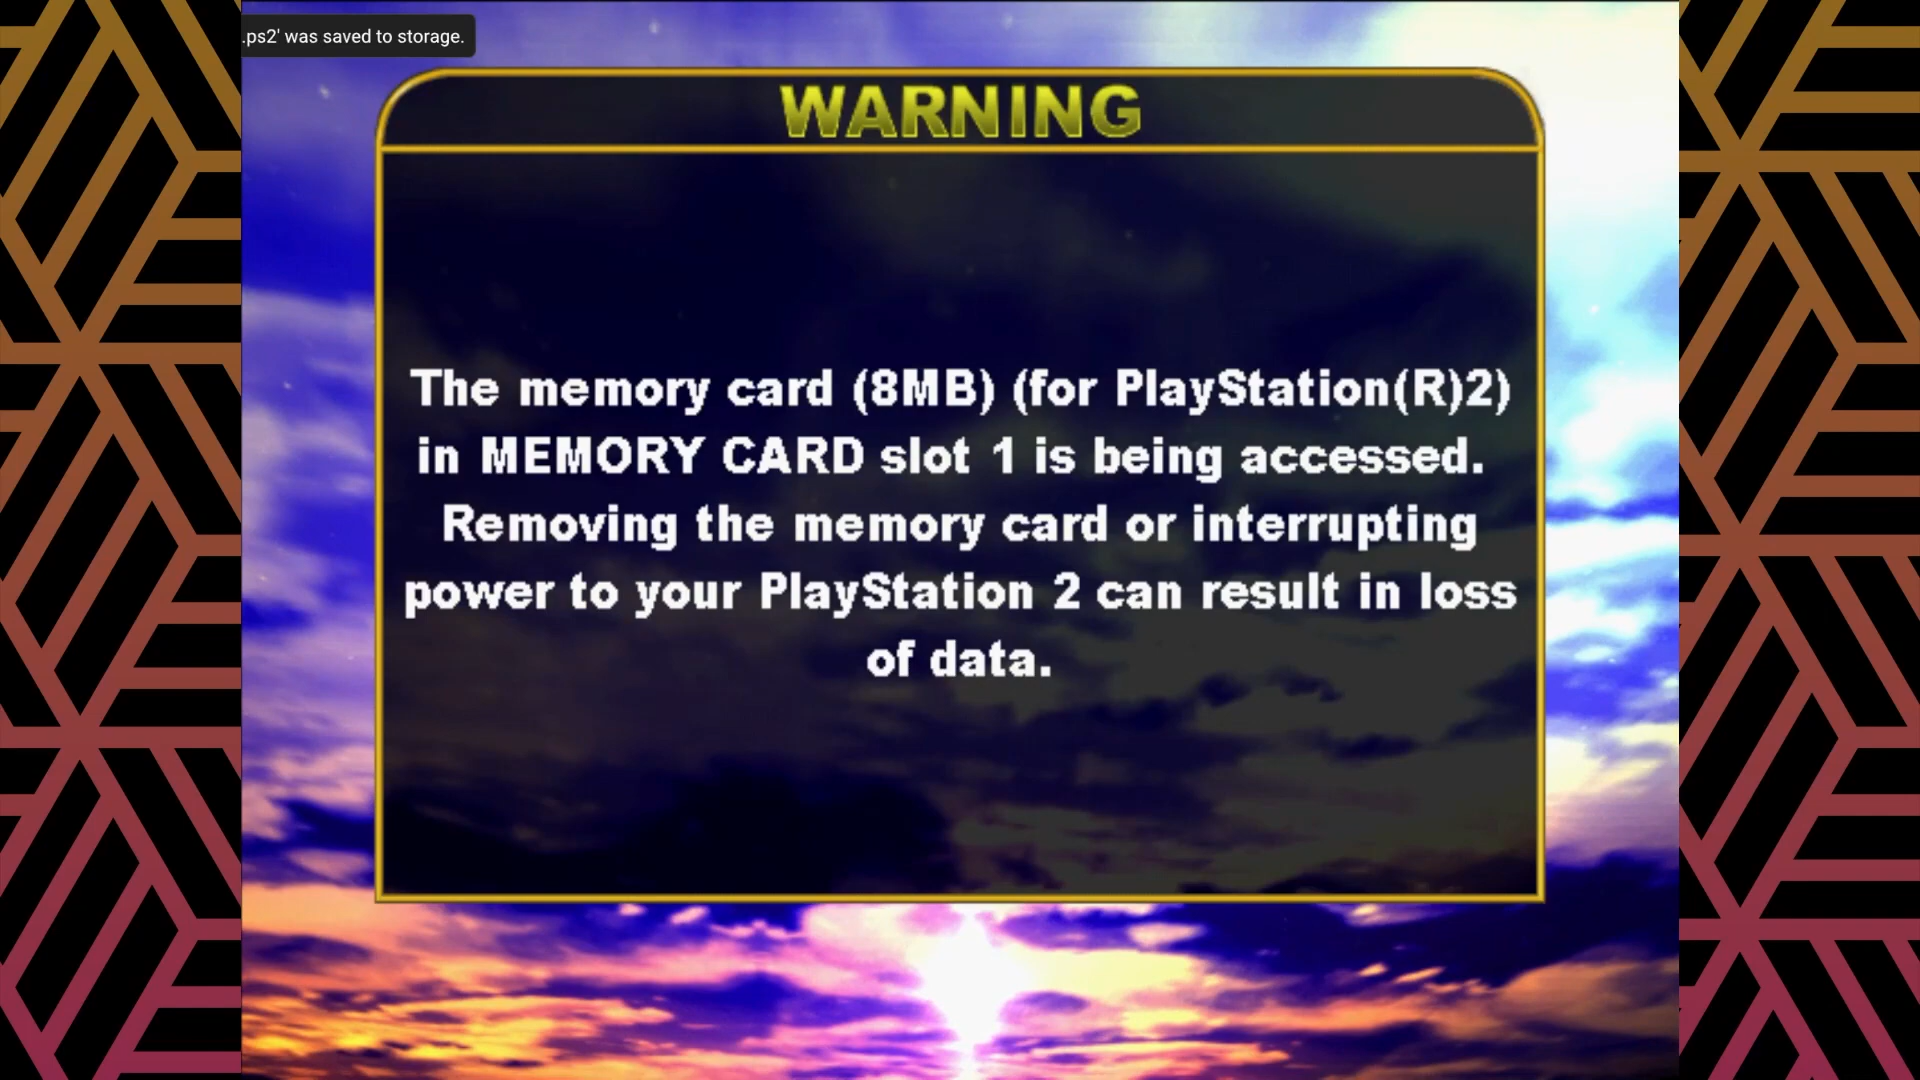 .ps2' was saved to storage.
WARNING
The memory card (8MB) (for PlayStation(R)2)
in MEMORY CARD slot 1 is being accessed.
Removing the memory card or interrupting
power to your PlayStation 2 can result in loss
of data.